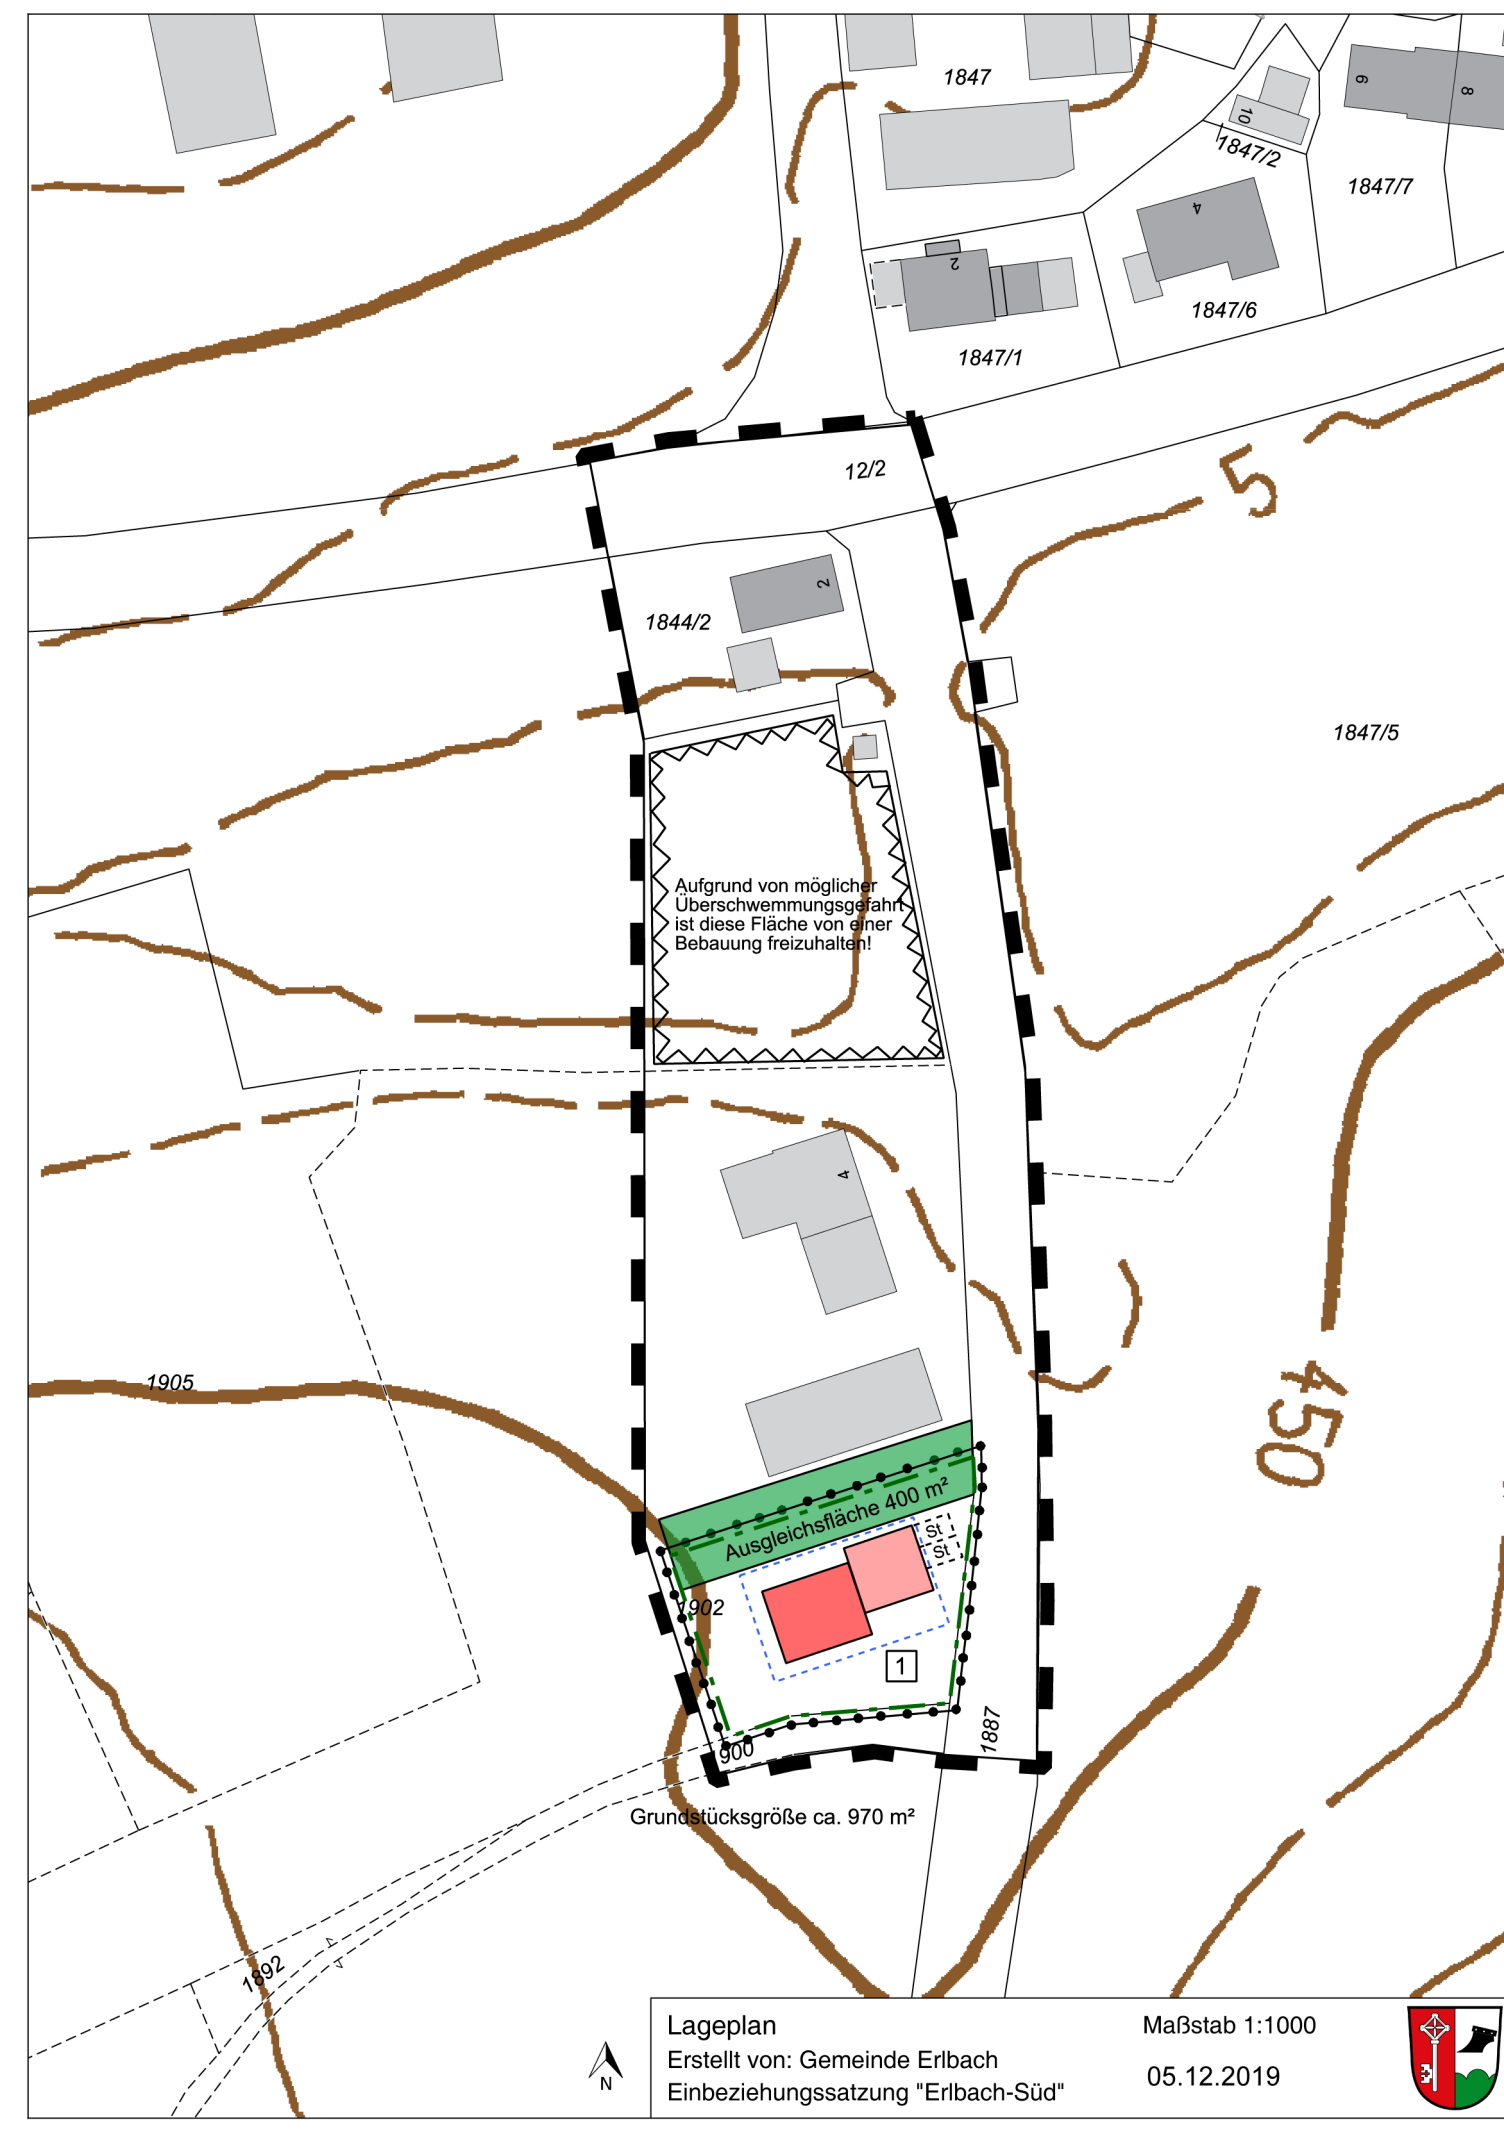 1847
6
8
10
1847/2
1847/7
4
2
1847/6
1847/1
12/2
5
2
1844/2
1847/5
Aufgrund von möglicher
Überschwemmungsgefahr
ist diese Fläche von einer
Bebauung freizuhalten!
4
1905
450
Ausgleichsfläche 400 m²
St
St
1902
1
1887
900
Grundstücksgröße ca. 970 m²
1892
N
Lageplan
Maßstab 1:1000
Erstellt von: Gemeinde Erlbach
05.12.2019
Einbeziehungssatzung "Erlbach-Süd"